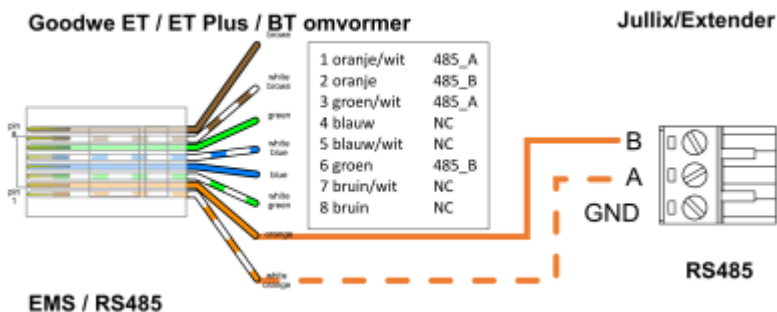 Goodwe ET / ET Plus / BT omvormer
Jullix/Extender
brown
white
brown
green
white
blue
blue
white
green
orange
white
orange
pin
8
pin
1
1 oranje/wit 485_A
2 oranje 485_B
3 groen/wit 485_A
4 blauw NC
5 blauw/wit NC
6 groen 485_B
7 bruin/wit NC
8 bruin NC
B
A
GND
RS485
EMS / RS485